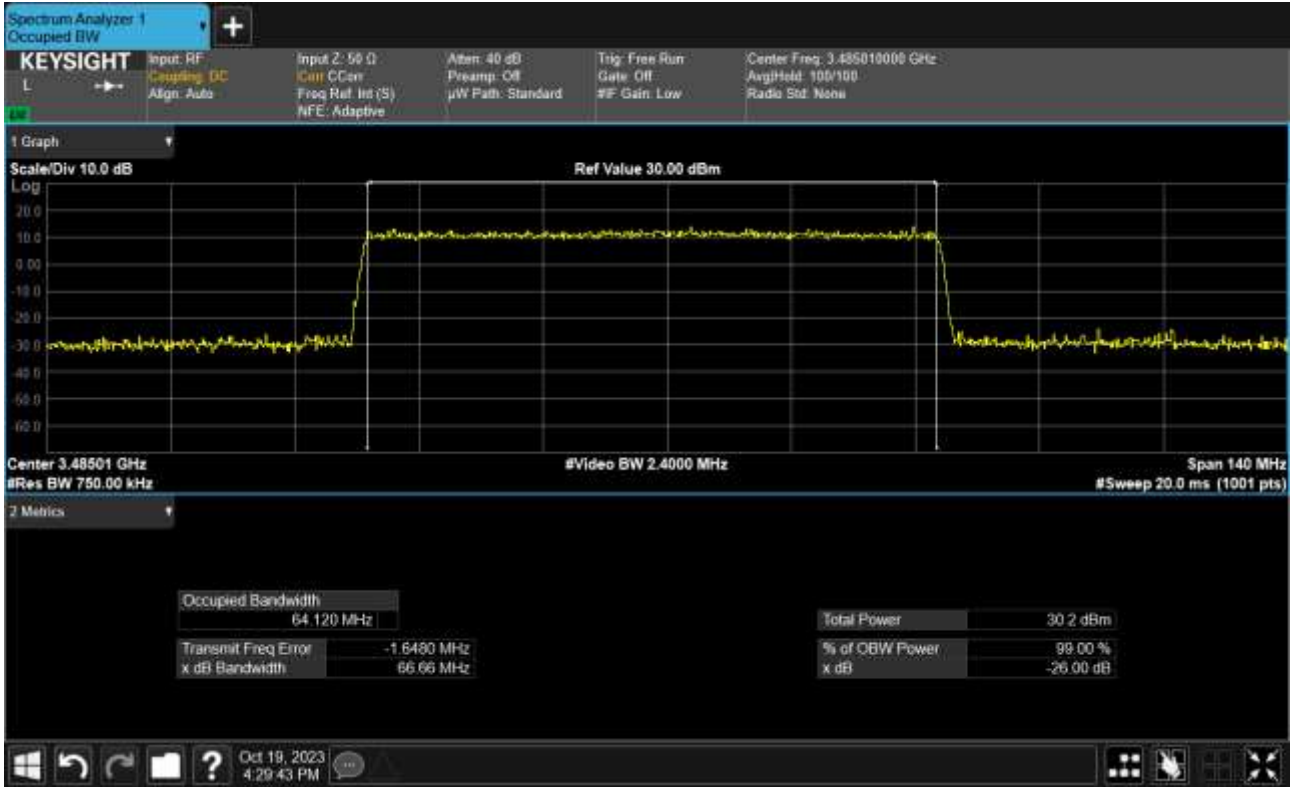 Spectrum Analyzer 1
Occupied BW
+
KEYSIGHT
L
Input: RF
Coupling: DC
Align: Auto
Input Z: 50 Ω
Corr CCorr
Freq Ref: Int (S)
NFE: Adaptive
Atten: 40 dB
Preamp: Off
µW Path: Standard
Trig: Free Run
Gate: Off
#IF Gain: Low
Center Freq: 3.485010000 GHz
Avg|Hold: 100/100
Radio Std: None
1 Graph
Scale/Div 10.0 dB
Ref Value 30.00 dBm
Log
20.0
10.0
0.00
-10.0
-20.0
-30.0
-40.0
-50.0
-60.0
Center 3.48501 GHz
#Video BW 2.4000 MHz
Span 140 MHz
#Res BW 750.00 kHz
#Sweep 20.0 ms (1001 pts)
2 Metrics
Occupied Bandwidth
64.120 MHz
Total Power 30.2 dBm
Transmit Freq Error -1.6480 MHz
% of OBW Power 99.00 %
x dB Bandwidth 66.66 MHz
x dB -26.00 dB
?
Oct 19, 2023
4:29:43 PM